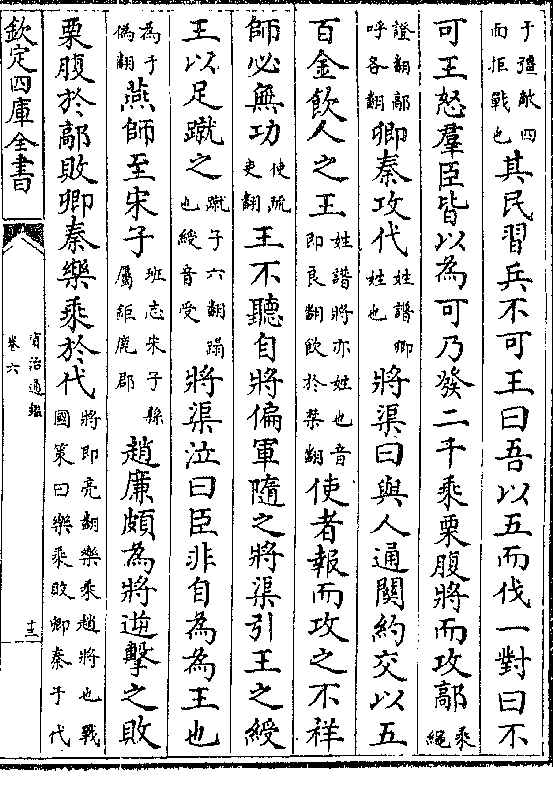 于彊敵四
而拒戰也其民習兵不可王曰吾以五而伐一對曰不
可王怒羣臣皆以為可乃發二千乘栗腹將而攻鄗乘繩
證翻鄗
呼各翻卿秦攻代姓譜卿
姓也將渠曰與人通關約交以五
百金飲人之王姓譜將亦姓也音
即良翻飲於禁翻使者報而攻之不祥
師必無功使疏
吏翻王不聽自將偏軍隨之將渠引王之綬
王以足蹴之蹴子六翻蹋
也綬音受將渠泣曰臣非自為為王也
為于
偽翻燕師至宋子班志宋子縣
屬鉅鹿郡趙廉頗為將逆擊之敗
栗腹於鄗敗卿秦樂乘於代將即亮翻樂乘趙將也戰
國策曰樂乘敗卿秦于代
欽定四庫全書
資治通鑑
卷六
十三